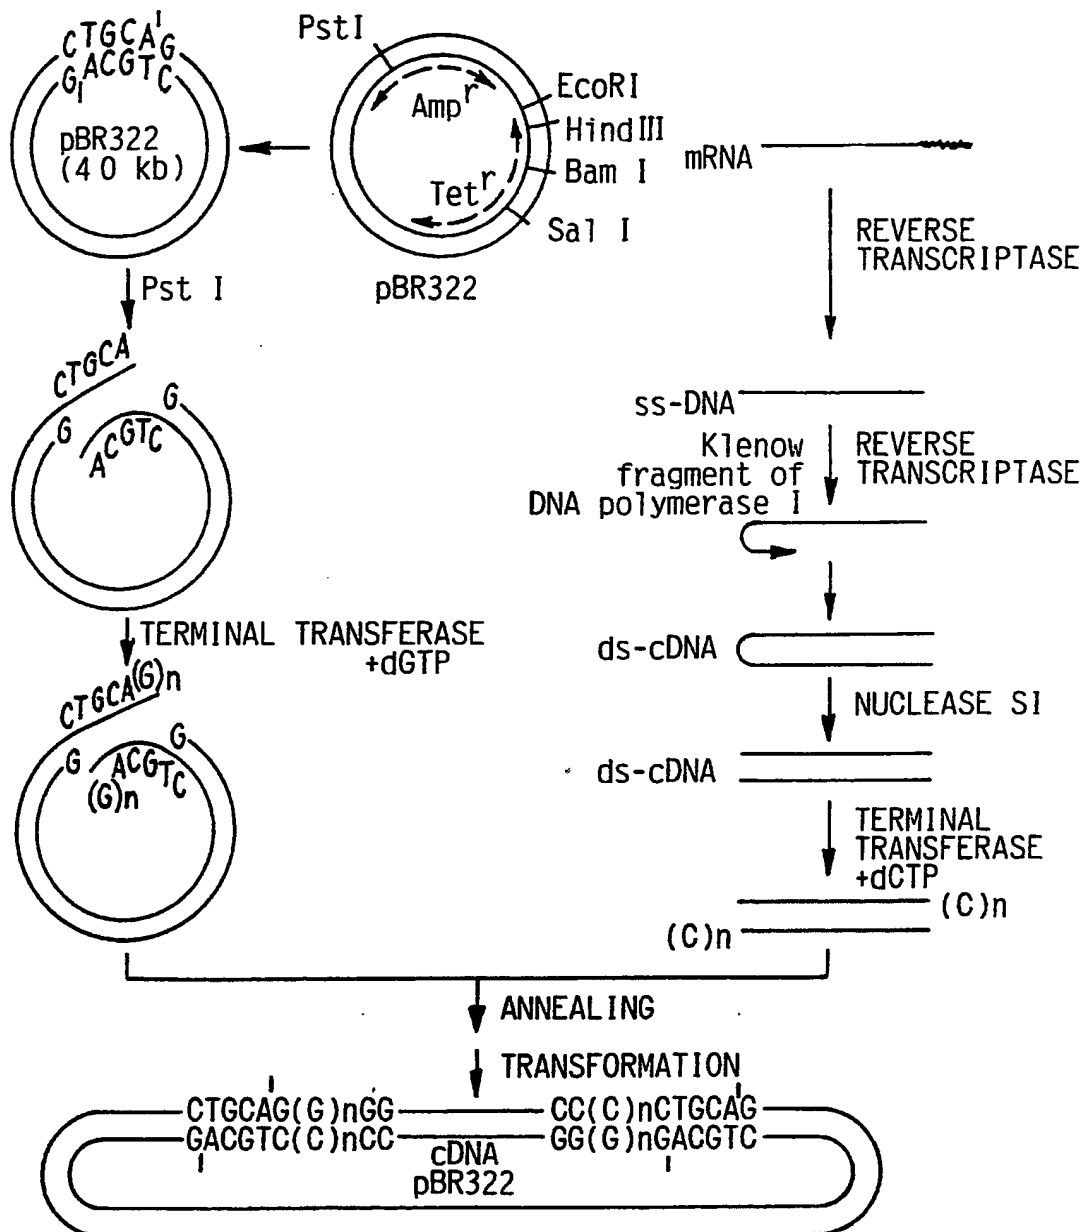 CTGCAG
GACGTC
pBR322
(4 0 kb)
PstI
Ampr
Tetr
EcoRI
HindIII
Bam I
Sal I
pBR322
mRNA
REVERSE
TRANSCRIPTASE
Pst I
CTGCA
G
G
ACGTC
ss-DNA
Klenow
fragment of
DNA polymerase I
REVERSE
TRANSCRIPTASE
TERMINAL TRANSFERASE
+dGTP
ds-cDNA
NUCLEASE SI
CTGCA(G)n
G
G
ACGTC
(G)n
ds-cDNA
TERMINAL
TRANSFERASE
+dCTP
(C)n
(C)n
ANNEALING
TRANSFORMATION
CTGCAG(G)nGG
CC(C)nCTGCAG
GACGTC(C)nCC
GG(G)nGACGTC
cDNA
pBR322